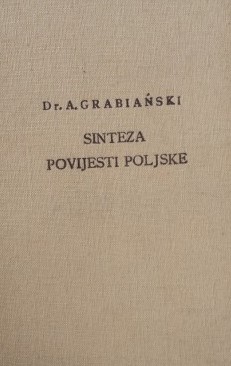 Dr. A. GRABIAŃSKI
SINTEZA
POVIJESTI POLJSKE